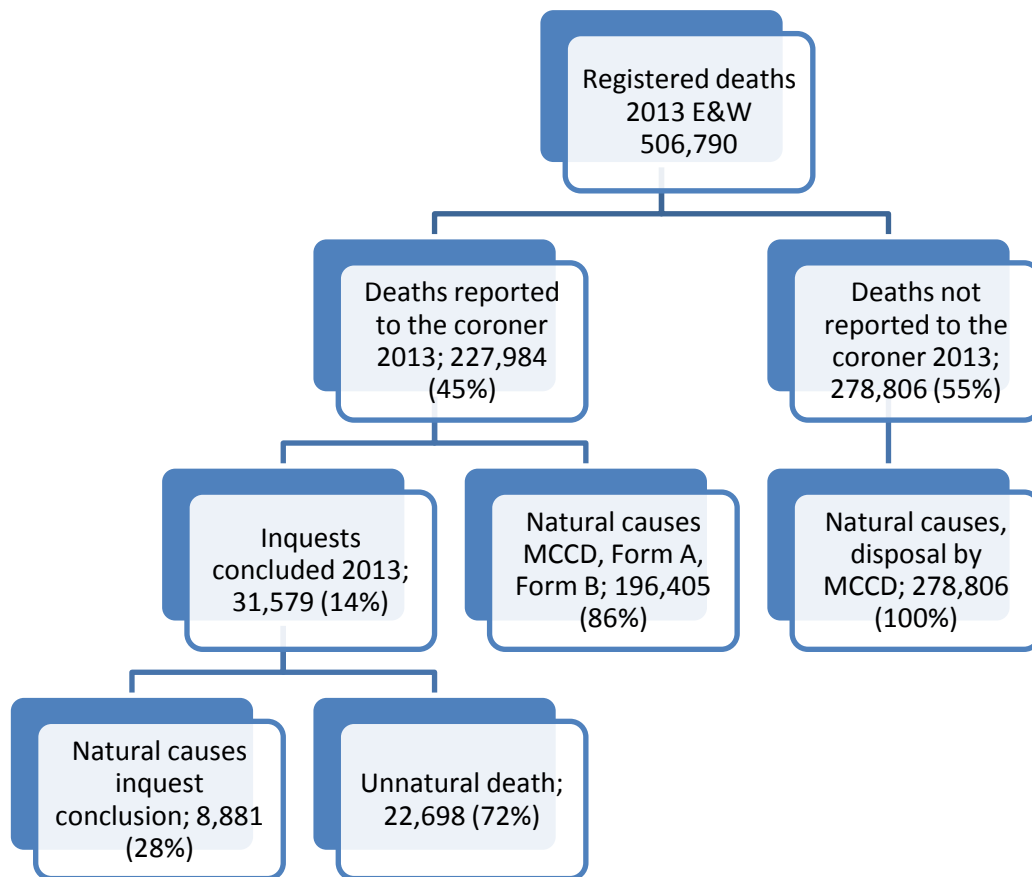 Registered deaths
2013 E&W
506,790
Deaths reported
to the coroner
2013; 227,984
(45%)
Deaths not
reported to the
coroner 2013;
278,806 (55%)
Inquests
concluded 2013;
31,579 (14%)
Natural causes
MCCD, Form A,
Form B; 196,405
(86%)
Natural causes,
disposal by
MCCD; 278,806
(100%)
Natural causes
inquest
conclusion; 8,881
(28%)
Unnatural death;
22,698 (72%)